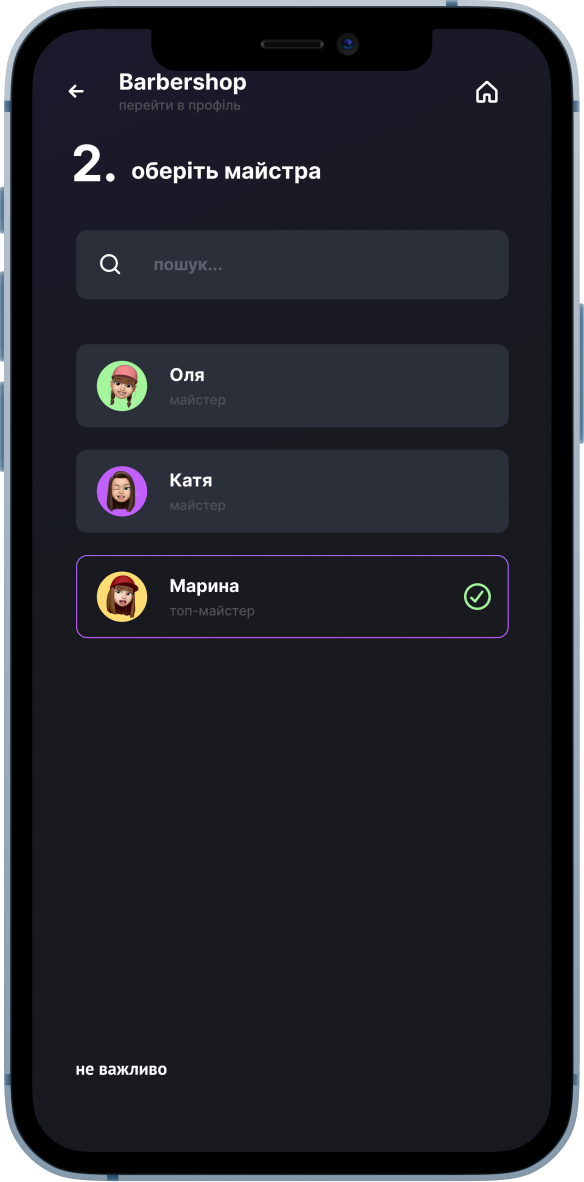 Barbershop
перейти в профіль
2. оберіть майстра
пошук...
Оля
майстер
Катя
майстер
Марина
топ-майстер
не важливо